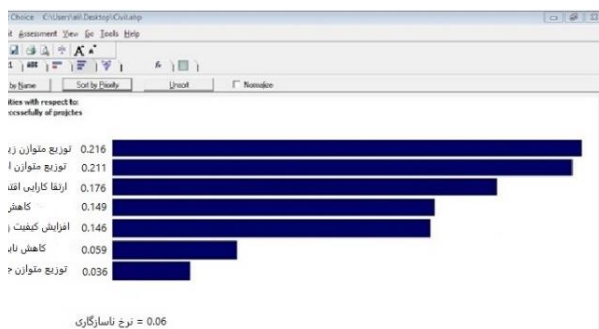 Choice C:\Users\ali\Desktop\Civil.ahp
Assessment View Go Tools Help
by Name Sort by Priority Unsort Normalize
ities with respect to:
successfully of projctes
توزیع متوازن 0.216
توزیع متوازن 0.211
ارتقا کارایی 0.176
کاهش 0.149
افزایش کیفیت 0.146
کاهش 0.059
توزیع متوازن 0.036
نرخ ناسازگاری = 0.06